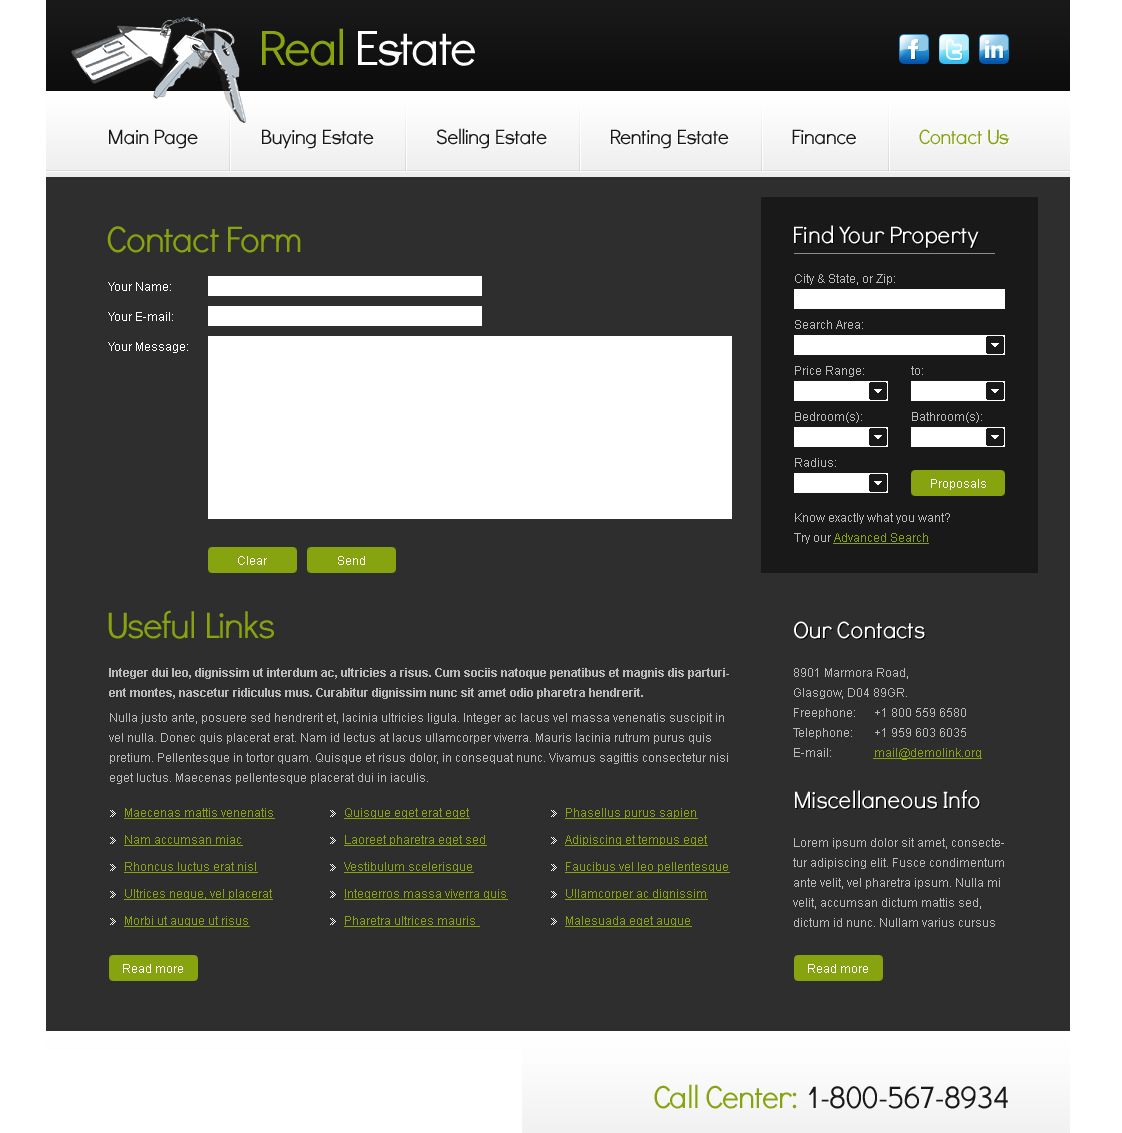 Real Estate
Main Page
Buying Estate
Selling Estate
Renting Estate
Finance
Contact Us
Contact Form
Your Name:
Your E-mail:
Your Message:
Clear
Send
Find Your Property
City & State, or Zip:
Search Area:
Price Range:
to:
Bedroom(s):
Bathroom(s):
Radius:
Proposals
Know exactly what you want?
Try our Advanced Search
Useful Links
Integer dui leo, dignissim ut interdum ac, ultricies a risus. Cum sociis natoque penatibus et magnis dis parturi-
ent montes, nascetur ridiculus mus. Curabitur dignissim nunc sit amet odio pharetra hendrerit.
Nulla justo ante, posuere sed hendrerit et, lacinia ultricies ligula. Integer ac lacus vel massa venenatis suscipit in
vel nulla. Donec quis placerat erat. Nam id lectus at lacus ullamcorper viverra. Mauris lacinia rutrum purus quis
pretium. Pellentesque in tortor quam. Quisque et risus dolor, in consequat nunc. Vivamus sagittis consectetur nisi
eget luctus. Maecenas pellentesque placerat dui in iaculis.
Maecenas mattis venenatis
Nam accumsan miac
Rhoncus luctus erat nisl
Ultrices neque, vel placerat
Morbi ut augue ut risus
Quisque eget erat eget
Laoreet pharetra eget sed
Vestibulum scelerisque
Integerros massa viverra quis
Pharetra ultrices mauris
Phasellus purus sapien
Adipiscing et tempus eget
Faucibus vel leo pellentesque
Ullamcorper ac dignissim
Malesuada eget augue
Read more
Our Contacts
8901 Marmora Road,
Glasgow, D04 89GR.
Freephone: +1 800 559 6580
Telephone: +1 959 603 6035
E-mail: mail@demolink.org
Miscellaneous Info
Lorem ipsum dolor sit amet, consecte-
tur adipiscing elit. Fusce condimentum
ante velit, vel pharetra ipsum. Nulla mi
velit, accumsan dictum mattis sed,
dictum id nunc. Nullam varius cursus
Read more
Call Center: 1-800-567-8934